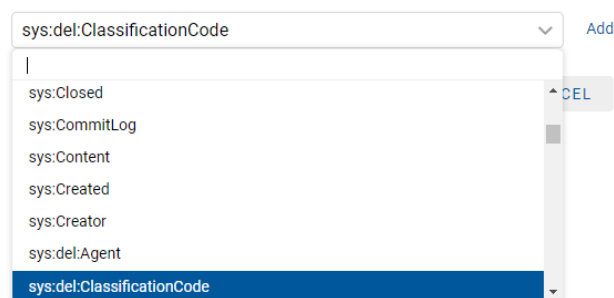 sys:del:ClassificationCode Add
sys:Closed
CEL
sys:CommitLog
sys:Content
sys:Created
sys:Creator
sys:del:Agent
sys:del:ClassificationCode